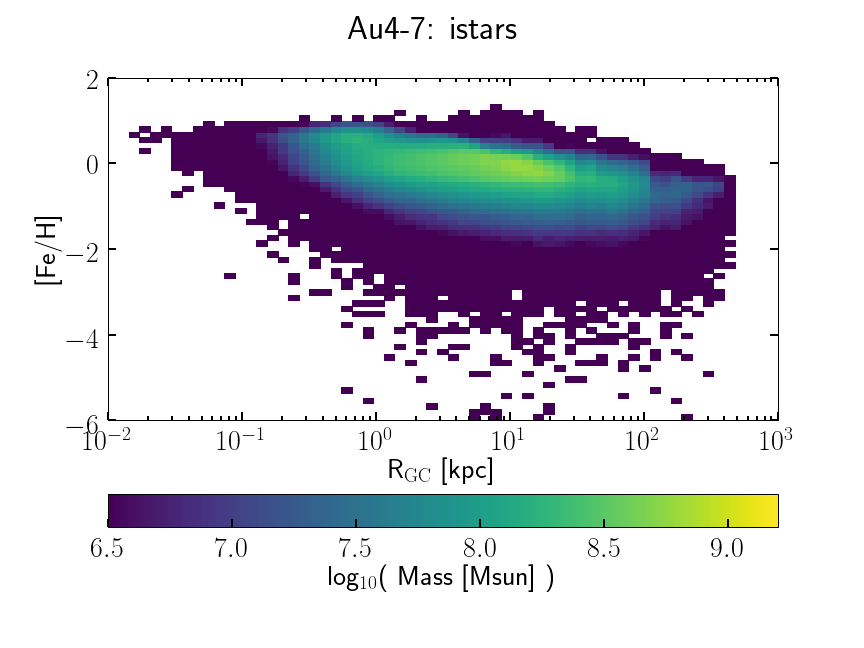 Au4-7: istars
2
0
−2
−4
−6
[Fe/H]
10⁻² 10⁻¹ 10⁰ 10¹ 10² 10³
R_GC [kpc]
6.5 7.0 7.5 8.0 8.5 9.0
log₁₀( Mass [Msun] )